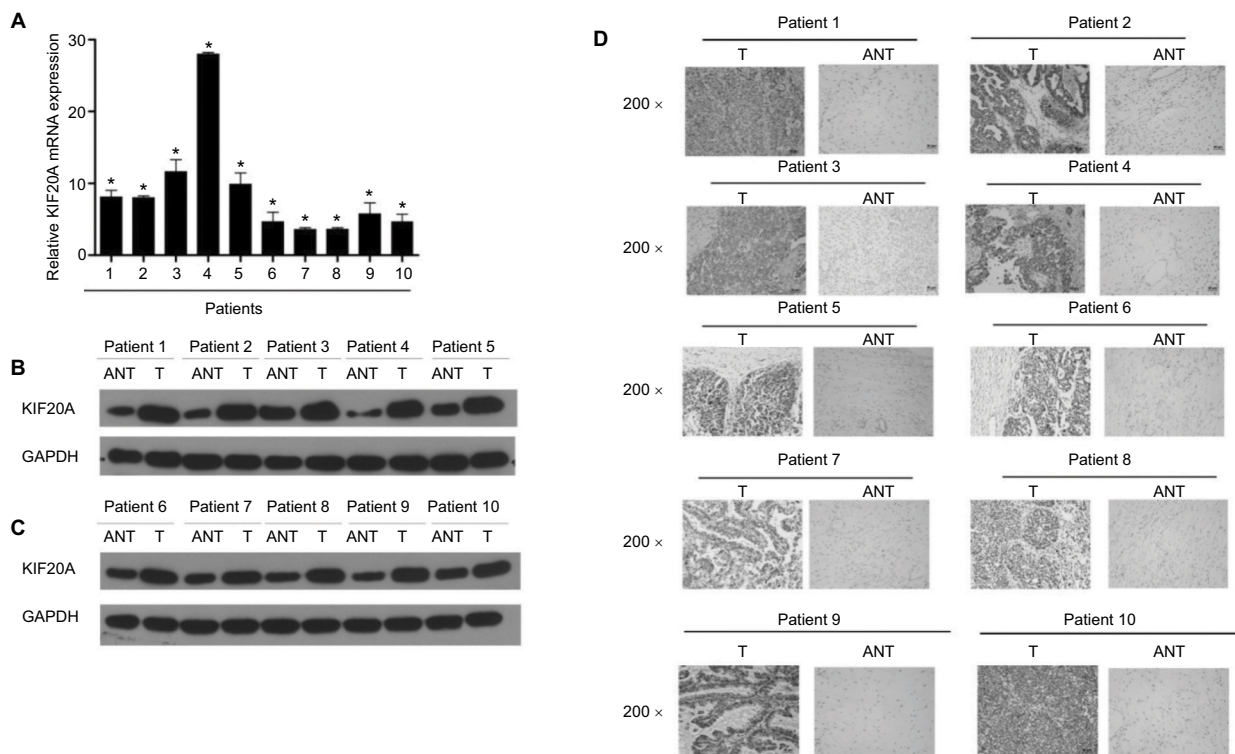 A
Relative KIF20A mRNA expression
30
20
10
0
* * * * * * * * * *
1 2 3 4 5 6 7 8 9 10
Patients
B
Patient 1 Patient 2 Patient 3 Patient 4 Patient 5
ANT T ANT T ANT T ANT T ANT T
KIF20A
GAPDH
C
Patient 6 Patient 7 Patient 8 Patient 9 Patient 10
ANT T ANT T ANT T ANT T ANT T
KIF20A
GAPDH
D
Patient 1 Patient 2
T ANT T ANT
200 ×
Patient 3 Patient 4
T ANT T ANT
200 ×
Patient 5 Patient 6
T ANT T ANT
200 ×
Patient 7 Patient 8
T ANT T ANT
200 ×
Patient 9 Patient 10
T ANT T ANT
200 ×